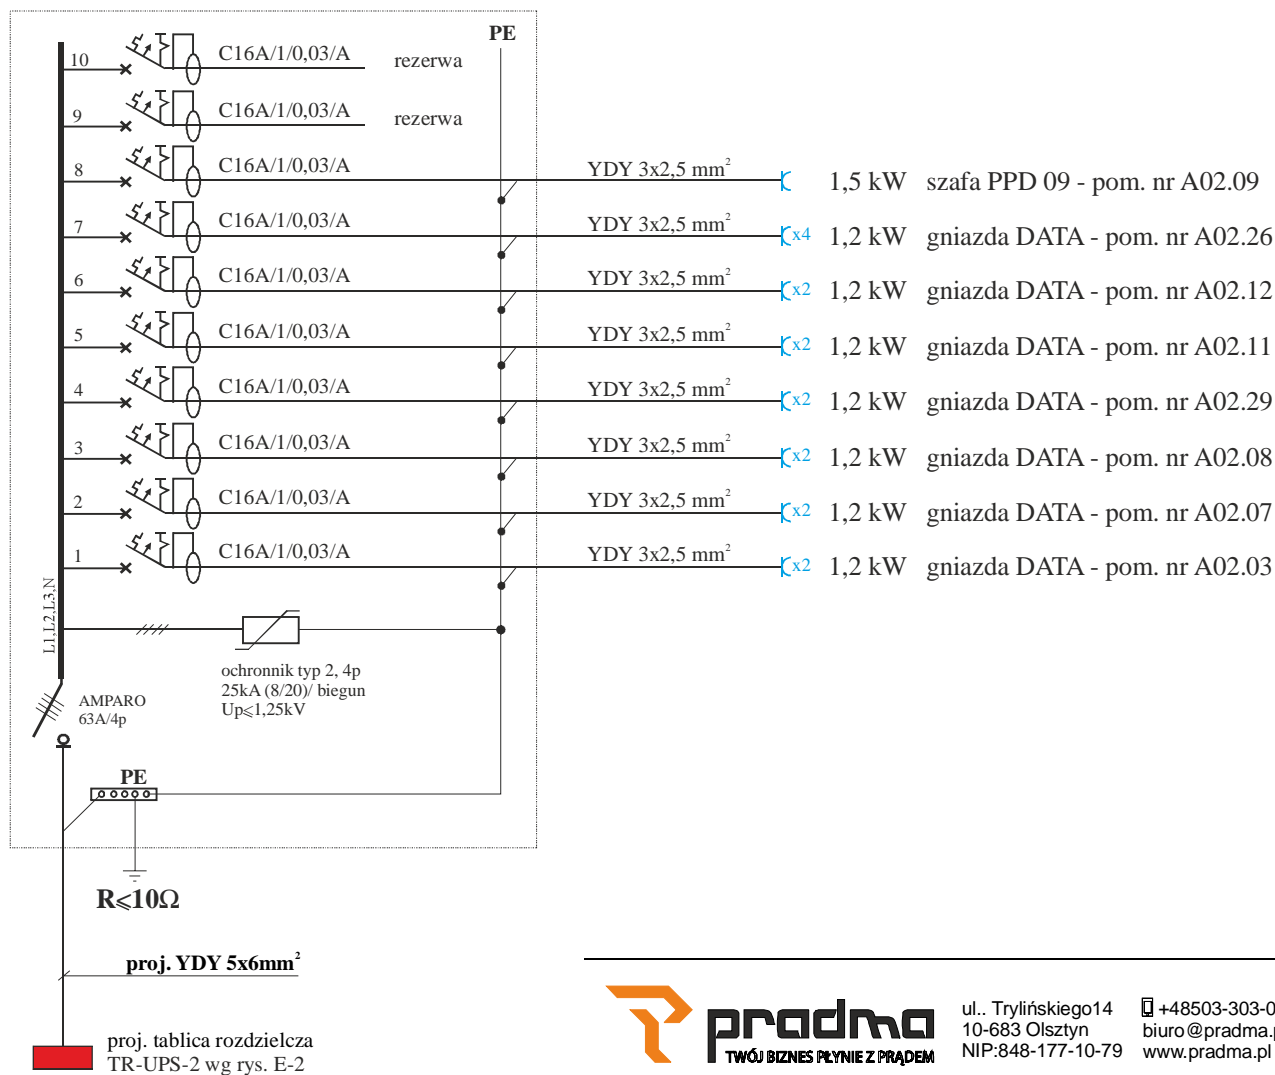 PE
10 C16A/1/0,03/A rezerwa
9 C16A/1/0,03/A rezerwa
8 C16A/1/0,03/A YDY 3x2,5 mm² 1,5 kW szafa PPD 09 - pom. nr A02.09
7 C16A/1/0,03/A YDY 3x2,5 mm² x4 1,2 kW gniazda DATA - pom. nr A02.26
6 C16A/1/0,03/A YDY 3x2,5 mm² x2 1,2 kW gniazda DATA - pom. nr A02.12
5 C16A/1/0,03/A YDY 3x2,5 mm² x2 1,2 kW gniazda DATA - pom. nr A02.11
4 C16A/1/0,03/A YDY 3x2,5 mm² x2 1,2 kW gniazda DATA - pom. nr A02.29
3 C16A/1/0,03/A YDY 3x2,5 mm² x2 1,2 kW gniazda DATA - pom. nr A02.08
2 C16A/1/0,03/A YDY 3x2,5 mm² x2 1,2 kW gniazda DATA - pom. nr A02.07
1 C16A/1/0,03/A YDY 3x2,5 mm² x2 1,2 kW gniazda DATA - pom. nr A02.03
L1,L2,L3,N
ochronnik typ 2, 4p
25kA (8/20)/ biegun
Up⩽1,25kV
AMPARO
63A/4p
PE
R⩽10Ω
proj. YDY 5x6mm²
proj. tablica rozdzielcza
TR-UPS-2 wg rys. E-2
pradma
TWÓJ BIZNES PŁYNIE Z PRĄDEM
ul.. Trylińskiego14
10-683 Olsztyn
NIP:848-177-10-79
+48503-303-0
biuro@pradma.p
www.pradma.pl